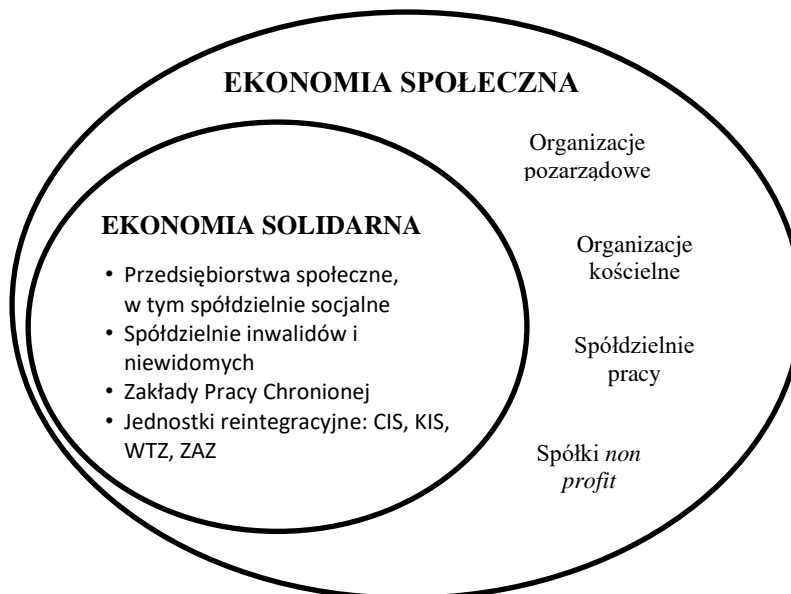 EKONOMIA SPOŁECZNA
Organizacje
pozarządowe
EKONOMIA SOLIDARNA
• Przedsiębiorstwa społeczne,
w tym spółdzielnie socjalne
• Spółdzielnie inwalidów i
niewidomych
• Zakłady Pracy Chronionej
• Jednostki reintegracyjne: CIS, KIS,
WTZ, ZAZ
Organizacje
kościelne
Spółdzielnie
pracy
Spółki non
profit